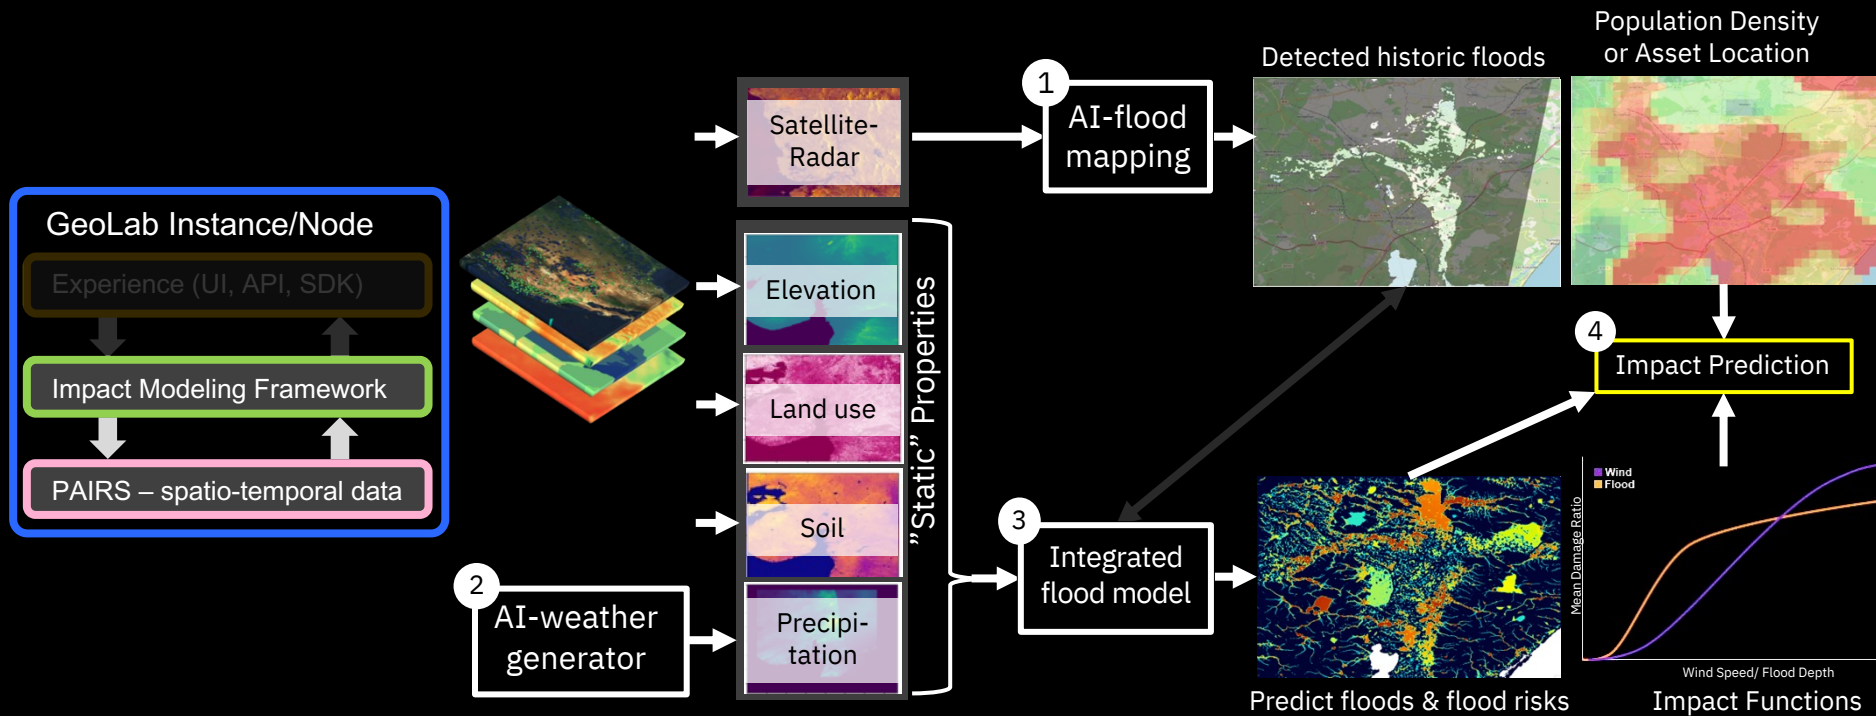 GeoLab Instance/Node
Experience (UI, API, SDK)
Impact Modeling Framework
PAIRS – spatio-temporal data
2
AI-weather
generator
Satellite-
Radar
Elevation
Land use
Soil
Precipi-
tation
”Static” Properties
1
AI-flood
mapping
3
Integrated
flood model
Detected historic floods
Population Density
or Asset Location
4
Impact Prediction
Predict floods & flood risks
Wind
Flood
Mean Damage Ratio
Wind Speed/ Flood Depth
Impact Functions